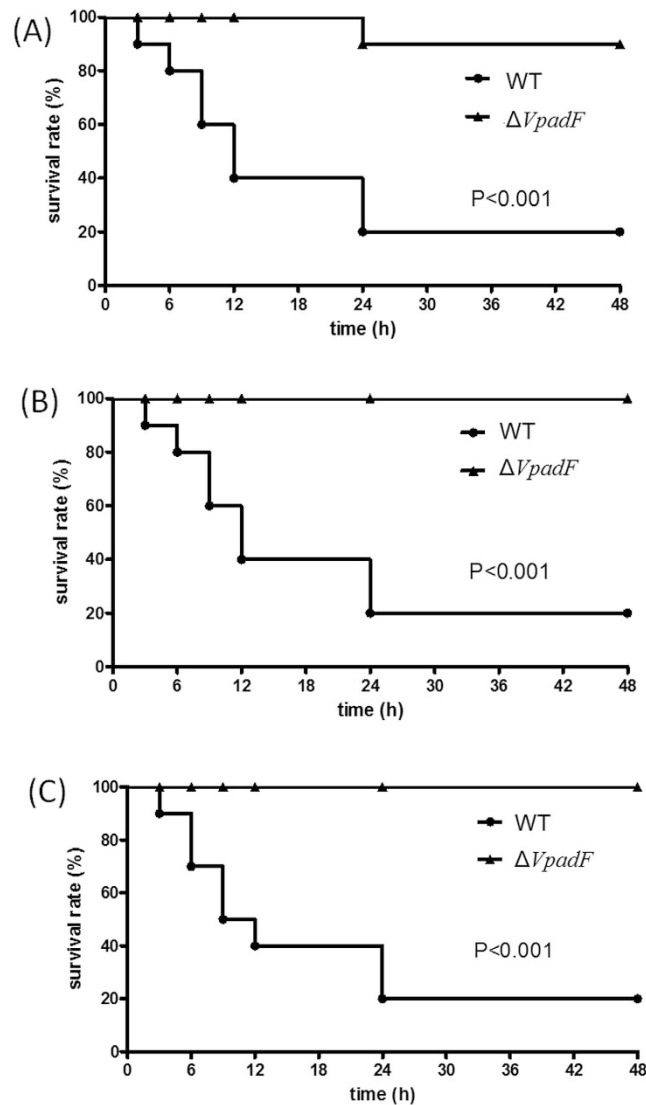 (A)
100
80
60
40
20
0
survival rate (%)
WT
ΔVpadF
P<0.001
0 6 12 18 24 30 36 42 48
time (h)
(B)
100
80
60
40
20
0
survival rate (%)
WT
ΔVpadF
P<0.001
0 6 12 18 24 30 36 42 48
time (h)
(C)
100
80
60
40
20
0
survival rate (%)
WT
ΔVpadF
P<0.001
0 6 12 18 24 30 36 42 48
time (h)